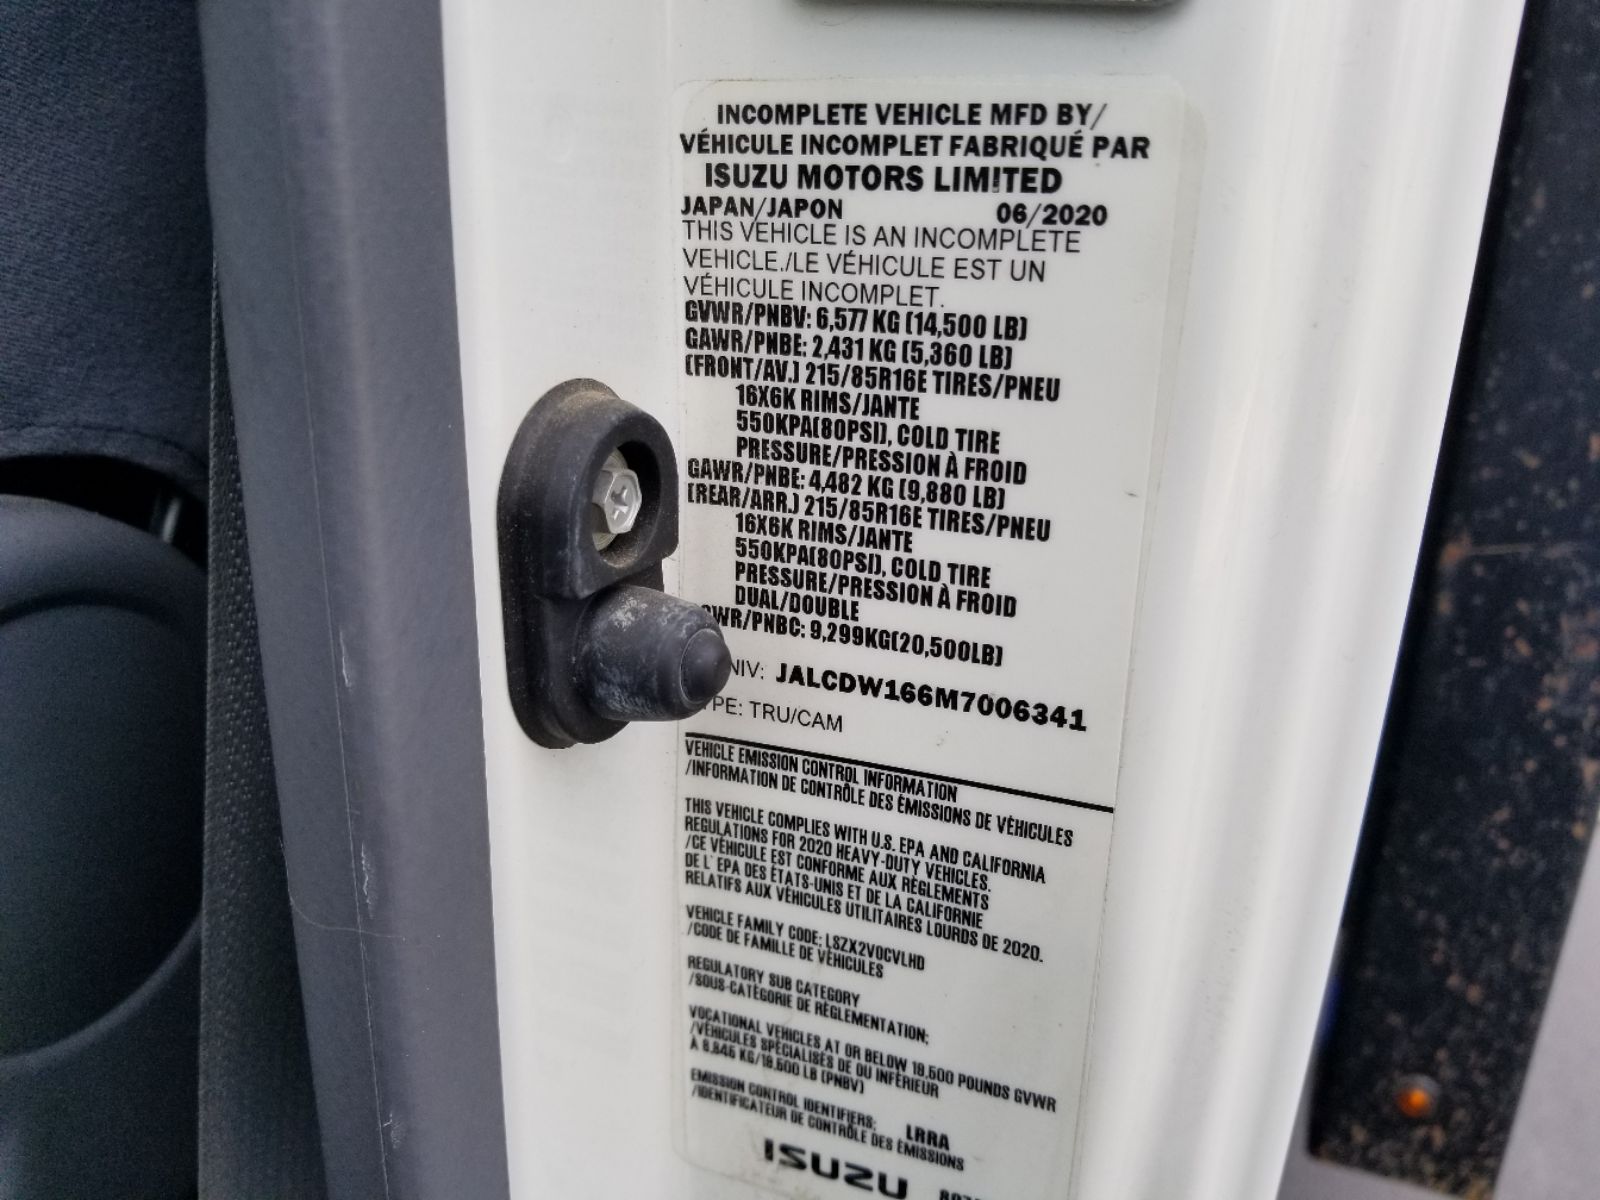 INCOMPLETE VEHICLE MFD BY/
VÉHICULE INCOMPLET FABRIQUÉ PAR
ISUZU MOTORS LIMITED
JAPAN/JAPON 06/2020
THIS VEHICLE IS AN INCOMPLETE
VEHICLE./LE VÉHICULE EST UN
VÉHICULE INCOMPLET.
GVWR/PNBV: 6,577 KG (14,500 LB)
GAWR/PNBE: 2,431 KG (5,360 LB)
(FRONT/AV.) 215/85R16E TIRES/PNEU
16X6K RIMS/JANTE
550KPA(80PSI), COLD TIRE
PRESSURE/PRESSION À FROID
GAWR/PNBE: 4,482 KG (9,880 LB)
(REAR/ARR.) 215/85R16E TIRES/PNEU
16X6K RIMS/JANTE
550KPA(80PSI), COLD TIRE
PRESSURE/PRESSION À FROID
DUAL/DOUBLE
WR/PNBC: 9,299KG(20,500LB)
NIV: JALCDW166M7006341
PE: TRU/CAM
VEHICLE EMISSION CONTROL INFORMATION
/INFORMATION DE CONTRÔLE DES ÉMISSIONS DE VÉHICULES
THIS VEHICLE COMPLIES WITH U.S. EPA AND CALIFORNIA
REGULATIONS FOR 2020 HEAVY-DUTY VEHICLES.
/CE VÉHICULE EST CONFORME AUX RÈGLEMENTS
DE L'EPA DES ÉTATS-UNIS ET DE LA CALIFORNIE
RELATIFS AUX VÉHICULES UTILITAIRES LOURDS DE 2020.
VEHICLE FAMILY CODE: LSZX2VOCVLHD
/CODE DE FAMILLE DE VÉHICULES
REGULATORY SUB CATEGORY
/SOUS-CATÉGORIE DE RÉGLEMENTATION;
VOCATIONAL VEHICLES AT OR BELOW 19,500 POUNDS GVWR
/VÉHICULES SPÉCIALISÉS DE OU INFÉRIEUR
À 8,845 KG/19,500 LB (PNBV)
EMISSION CONTROL IDENTIFIERS: LRRA
/IDENTIFICATEUR DE CONTRÔLE DES ÉMISSIONS
ISUZU